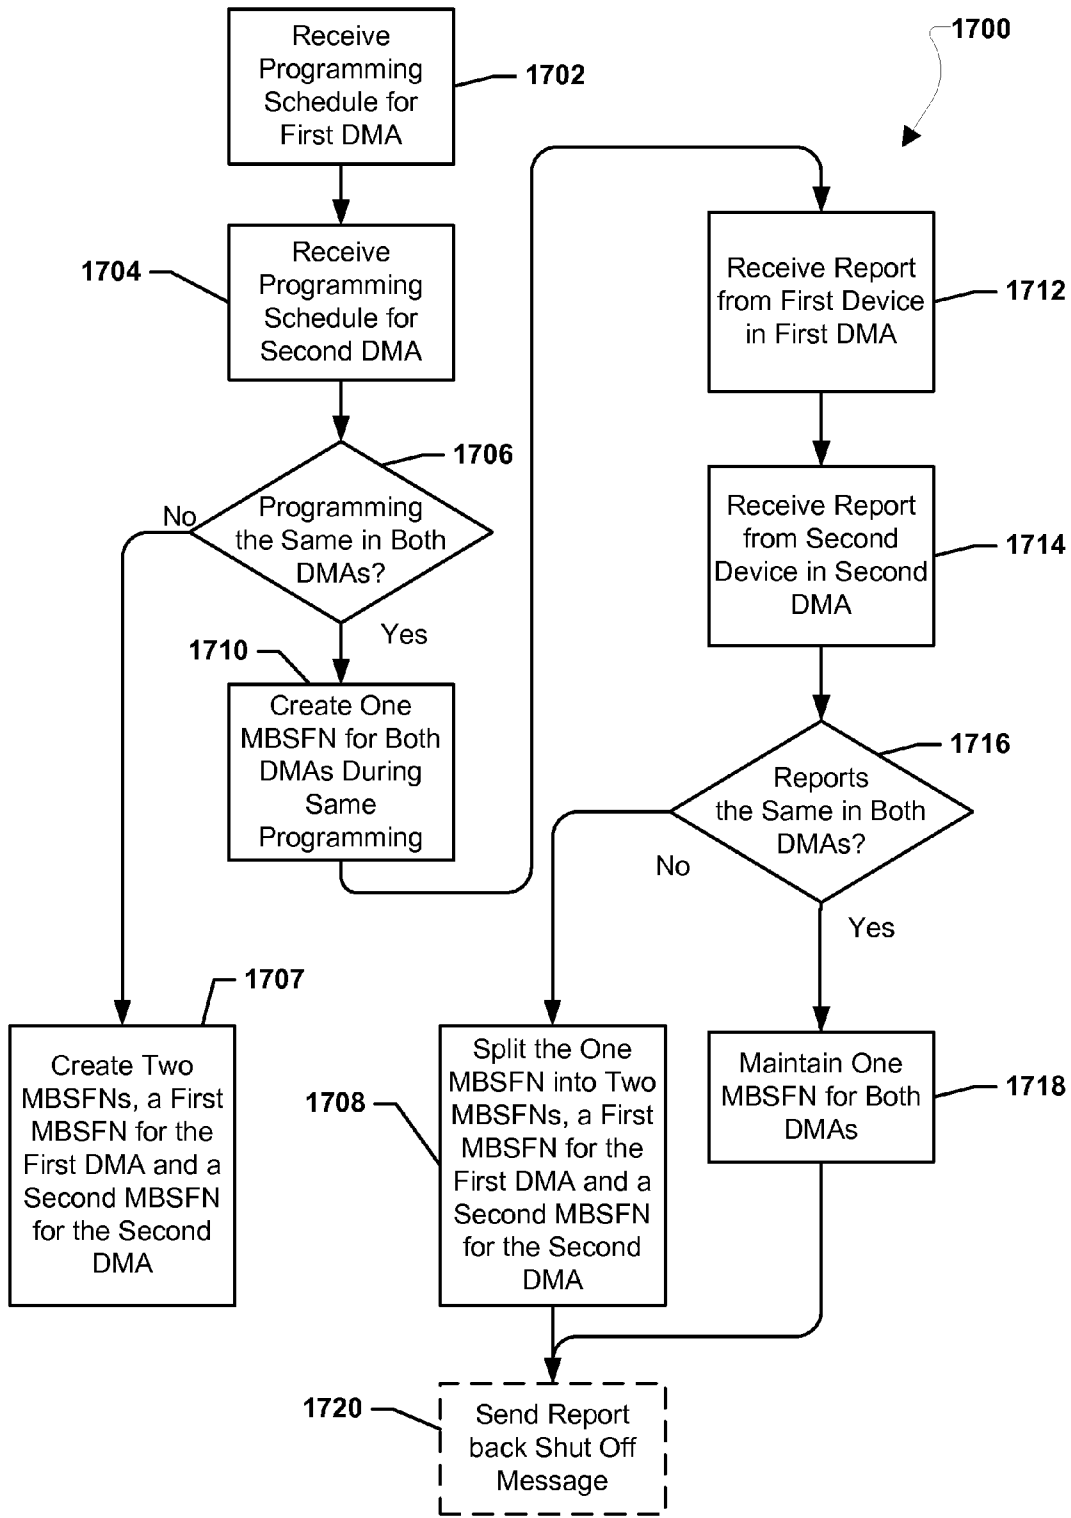 1700
Receive
Programming
Schedule for
First DMA
1702
Receive
Programming
Schedule for
Second DMA
1704
Programming
the Same in Both
DMAs?
1706
No
Yes
1710
Create One
MBSFN for Both
DMAs During
Same
Programming
1707
Create Two
MBSFNs, a First
MBSFN for the
First DMA and a
Second MBSFN
for the Second
DMA
Receive Report
from First Device
in First DMA
1712
Receive Report
from Second
Device in Second
DMA
1714
Reports
the Same in Both
DMAs?
1716
No
Yes
1708
Split the One
MBSFN into Two
MBSFNs, a First
MBSFN for the
First DMA and a
Second MBSFN
for the Second
DMA
Maintain One
MBSFN for Both
DMAs
1718
1720
Send Report
back Shut Off
Message